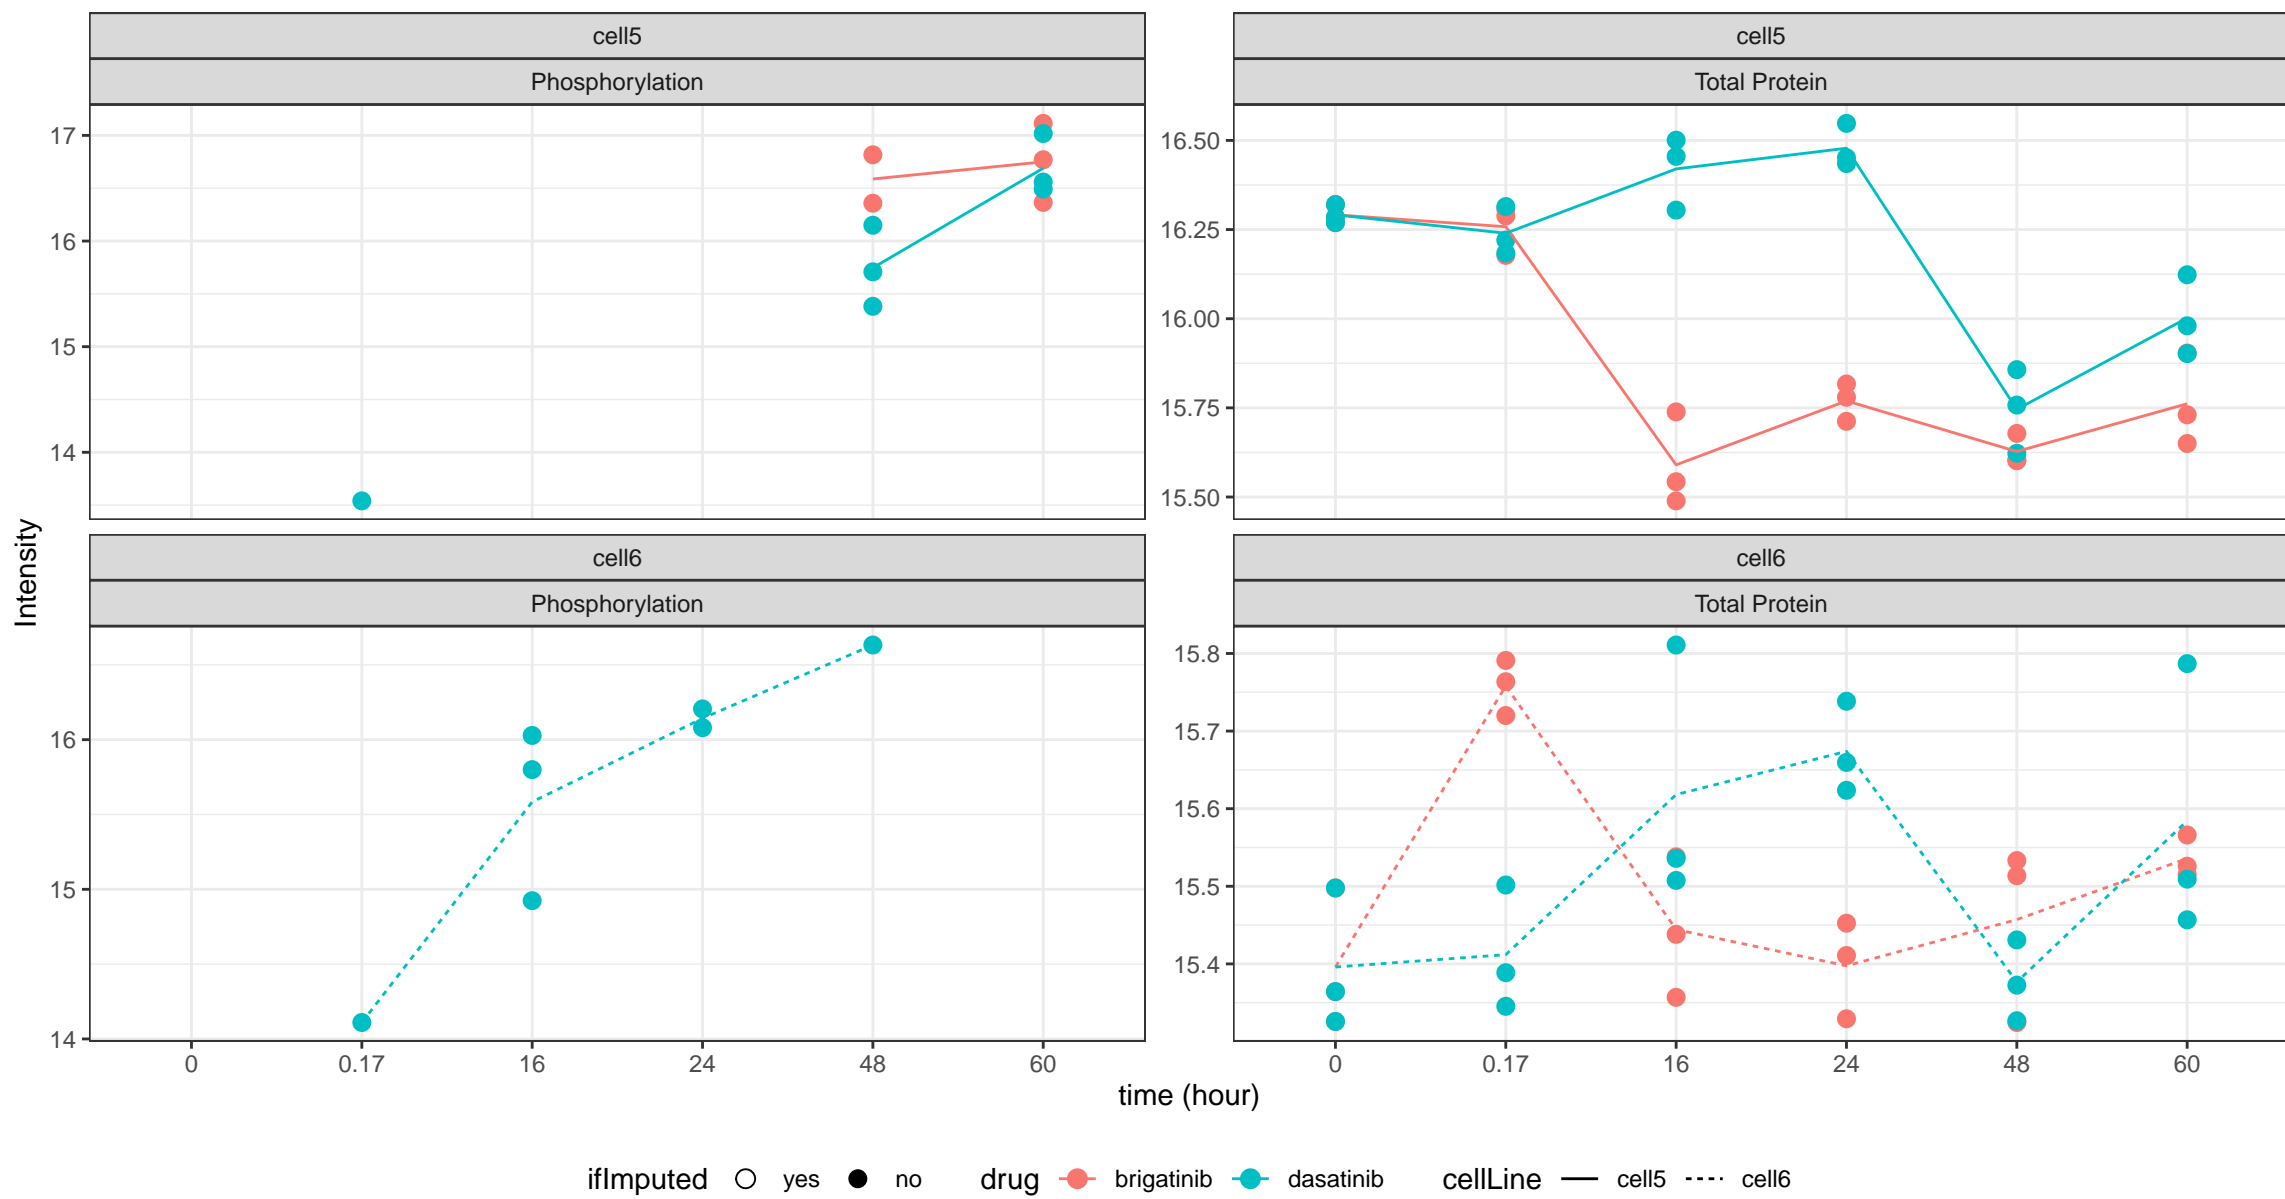 cell5
Phosphorylation
17
16
15
14
cell5
Total Protein
16.50
16.25
16.00
15.75
15.50
Intensity
cell6
Phosphorylation
16
15
14
0 0.17 16 24 48 60
cell6
Total Protein
15.8
15.7
15.6
15.5
15.4
0 0.17 16 24 48 60
time (hour)
ifImputed yes no drug brigatinib dasatinib cellLine cell5 cell6